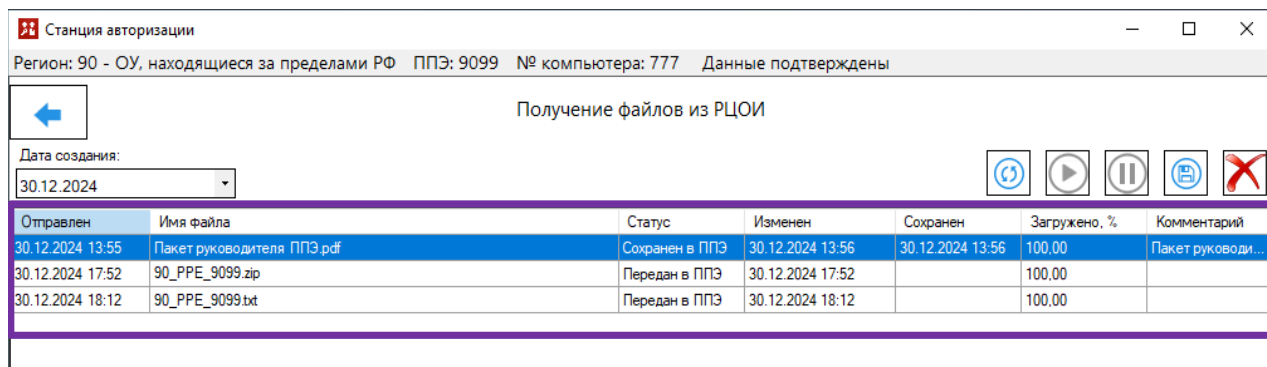 Станция авторизации
Регион: 90 - ОУ, находящиеся за пределами РФ ППЭ: 9099 № компьютера: 777 Данные подтверждены
Получение файлов из РЦОИ
Дата создания:
30.12.2024
Отправлен Имя файла Статус Изменен Сохранен Загружено, % Комментарий
30.12.2024 13:55 Пакет руководителя ППЭ.pdf Сохранен в ППЭ 30.12.2024 13:56 30.12.2024 13:56 100,00 Пакет руководи...
30.12.2024 17:52 90_PPE_9099.zip Передан в ППЭ 30.12.2024 17:52 100,00
30.12.2024 18:12 90_PPE_9099.txt Передан в ППЭ 30.12.2024 18:12 100,00